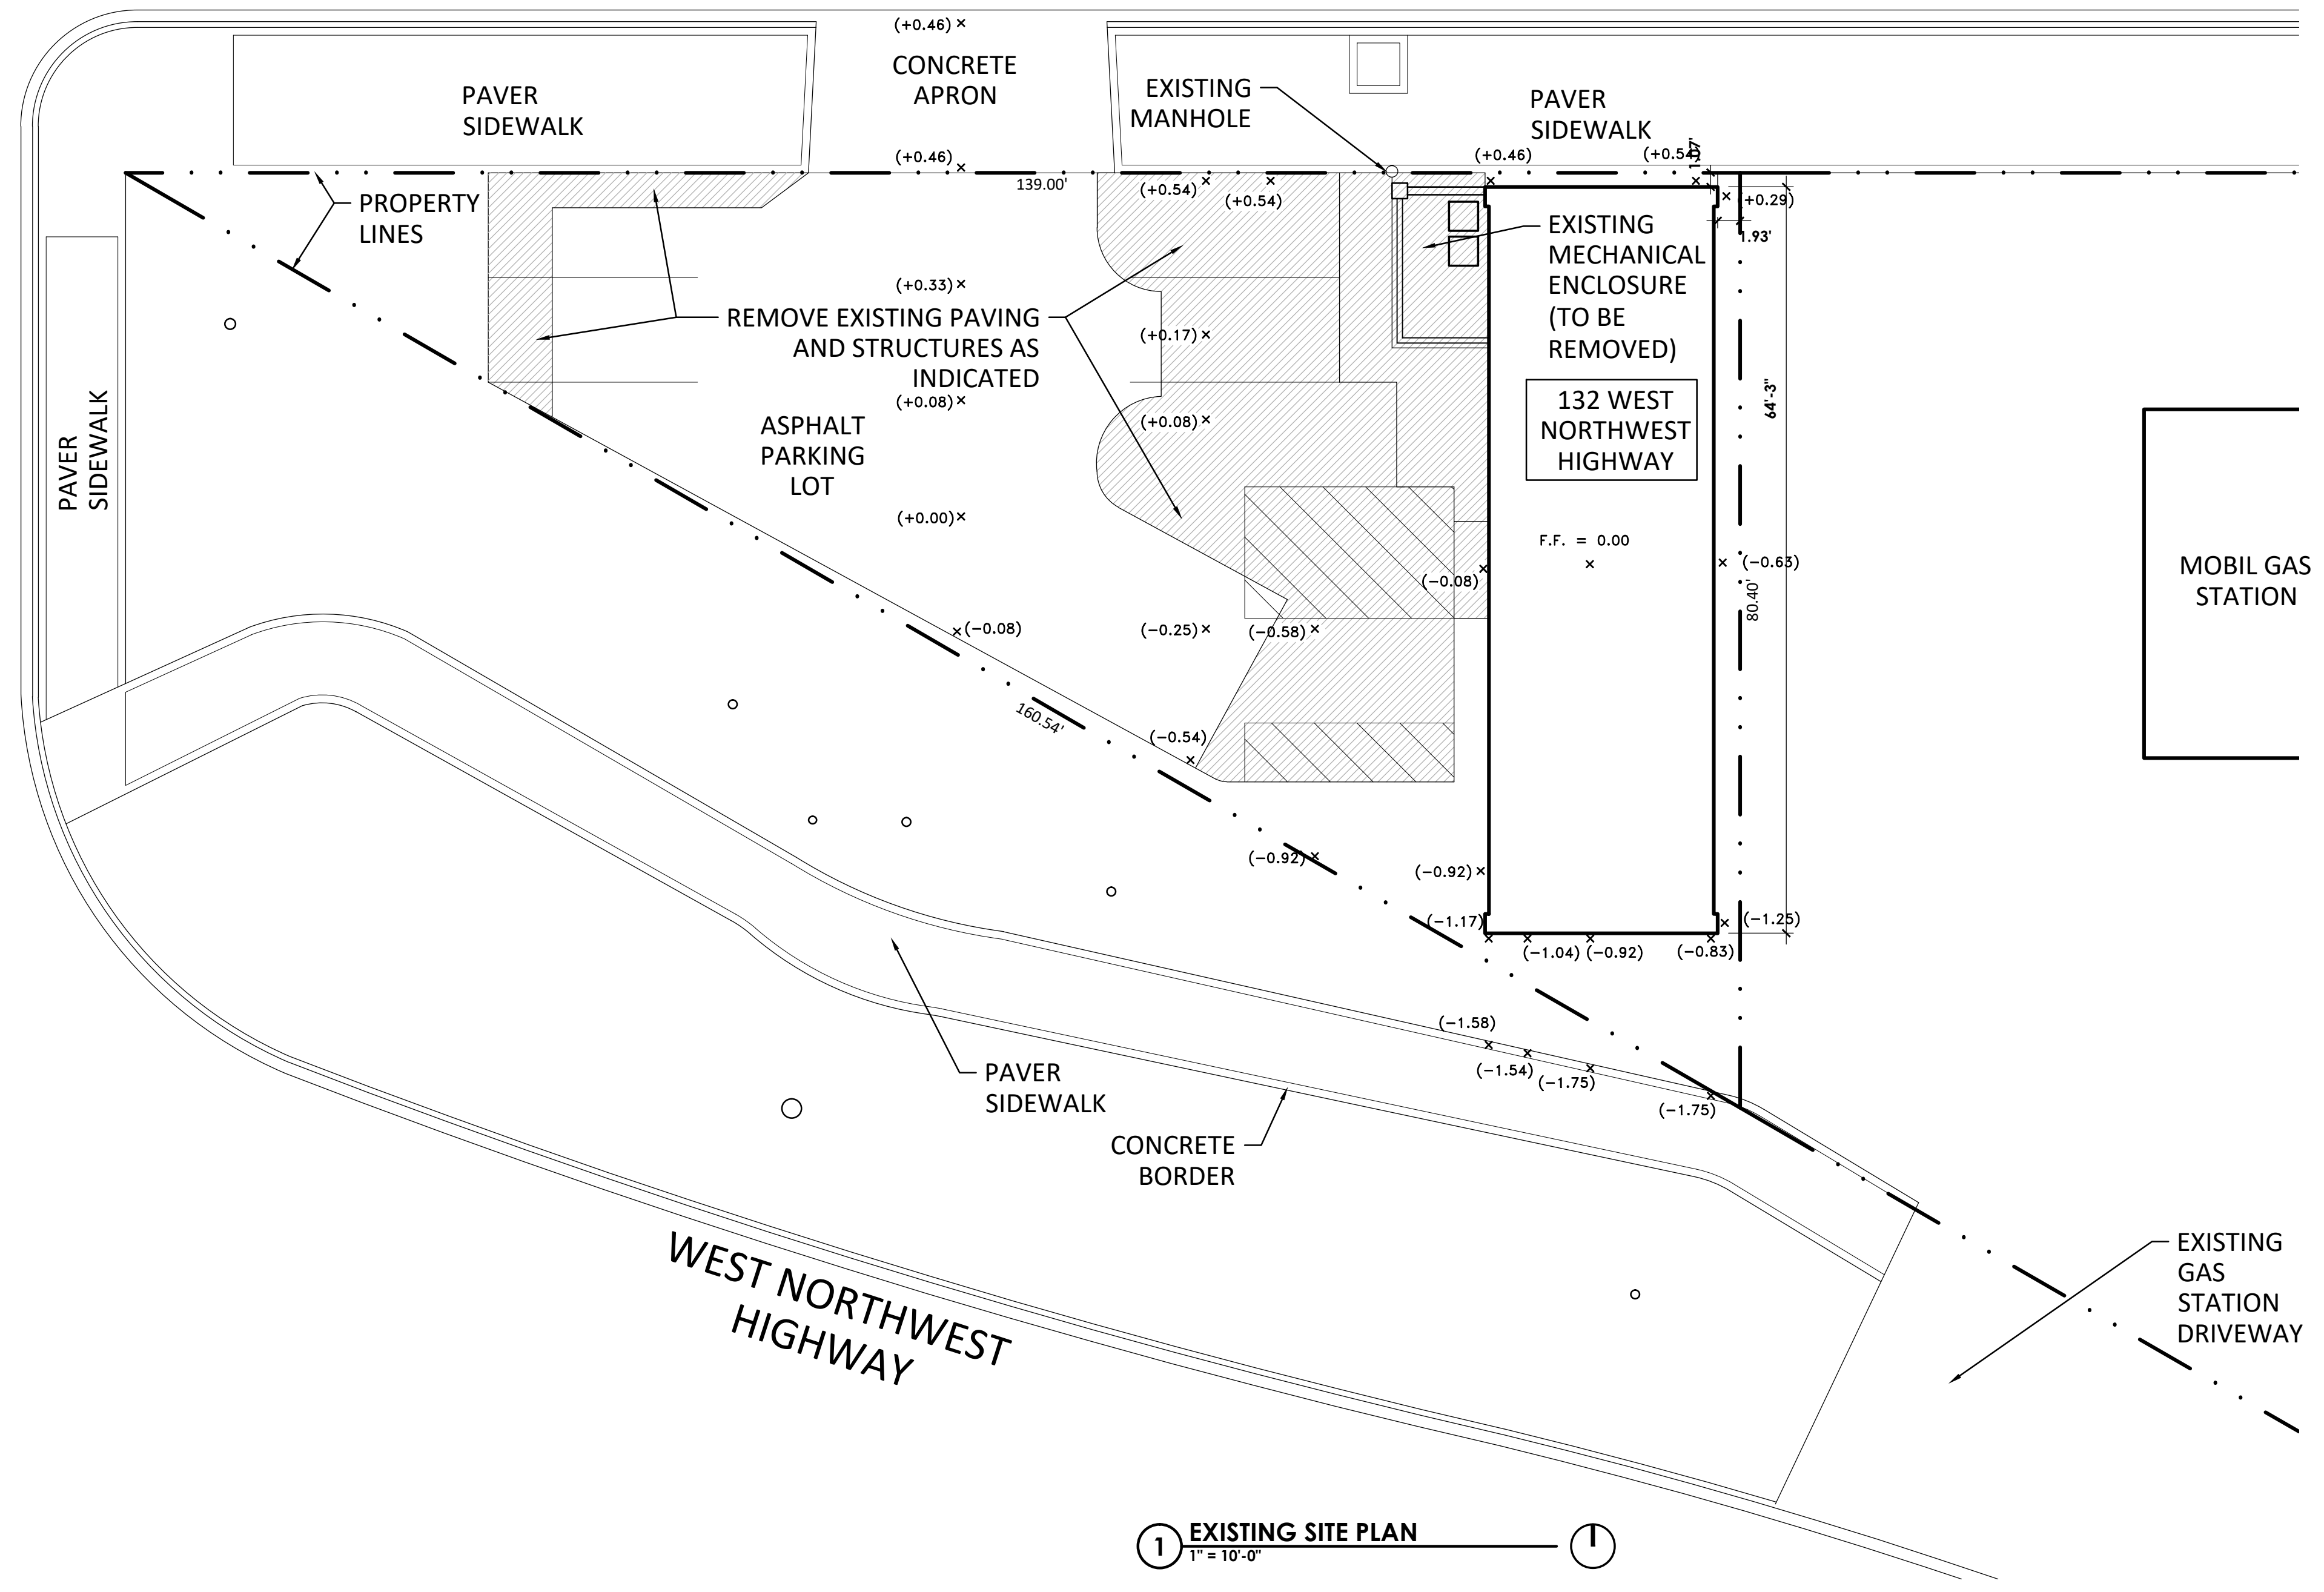 (+0.46)
CONCRETE
APRON
PAVER
SIDEWALK
EXISTING
MANHOLE
PAVER
SIDEWALK
(+0.46)
(+0.46)
(+0.54)
1.07'
139.00'
(+0.54)
(+0.54)
(+0.29)
1.93'
PROPERTY
LINES
EXISTING
MECHANICAL
ENCLOSURE
(TO BE
REMOVED)
(+0.33)
REMOVE EXISTING PAVING
AND STRUCTURES AS
INDICATED
(+0.17)
(+0.08)
(+0.08)
64'-3"
132 WEST
NORTHWEST
HIGHWAY
PAVER
SIDEWALK
ASPHALT
PARKING
LOT
(+0.00)
F.F. = 0.00
(-0.08)
(-0.63)
80.40'
MOBIL GAS
STATION
(-0.08)
(-0.25)
(-0.58)
160.54'
(-0.54)
(-0.92)
(-0.92)
(-1.17)
(-1.25)
(-1.04)
(-0.92)
(-0.83)
(-1.58)
(-1.54)
(-1.75)
(-1.75)
PAVER
SIDEWALK
CONCRETE
BORDER
WEST NORTHWEST
HIGHWAY
EXISTING
GAS
STATION
DRIVEWAY
1
EXISTING SITE PLAN
1" = 10'-0"